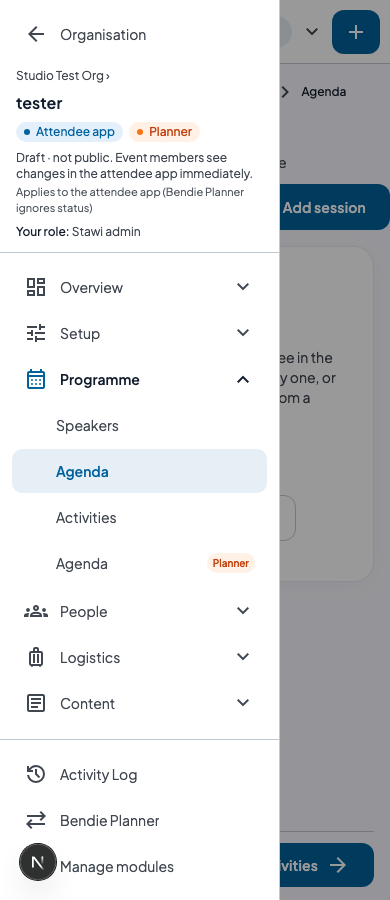 Organisation
Agenda
Studio Test Org ›
tester
Attendee app
Planner
Draft · not public. Event members see
changes in the attendee app immediately.
Applies to the attendee app (Bendie Planner
ignores status)
Your role: Stawi admin
Add session
Overview
Setup
Programme
ee in the
y one, or
om a
Speakers
Agenda
Activities
Agenda
Planner
People
Logistics
Content
Activity Log
Bendie Planner
N
Manage modules
ivities